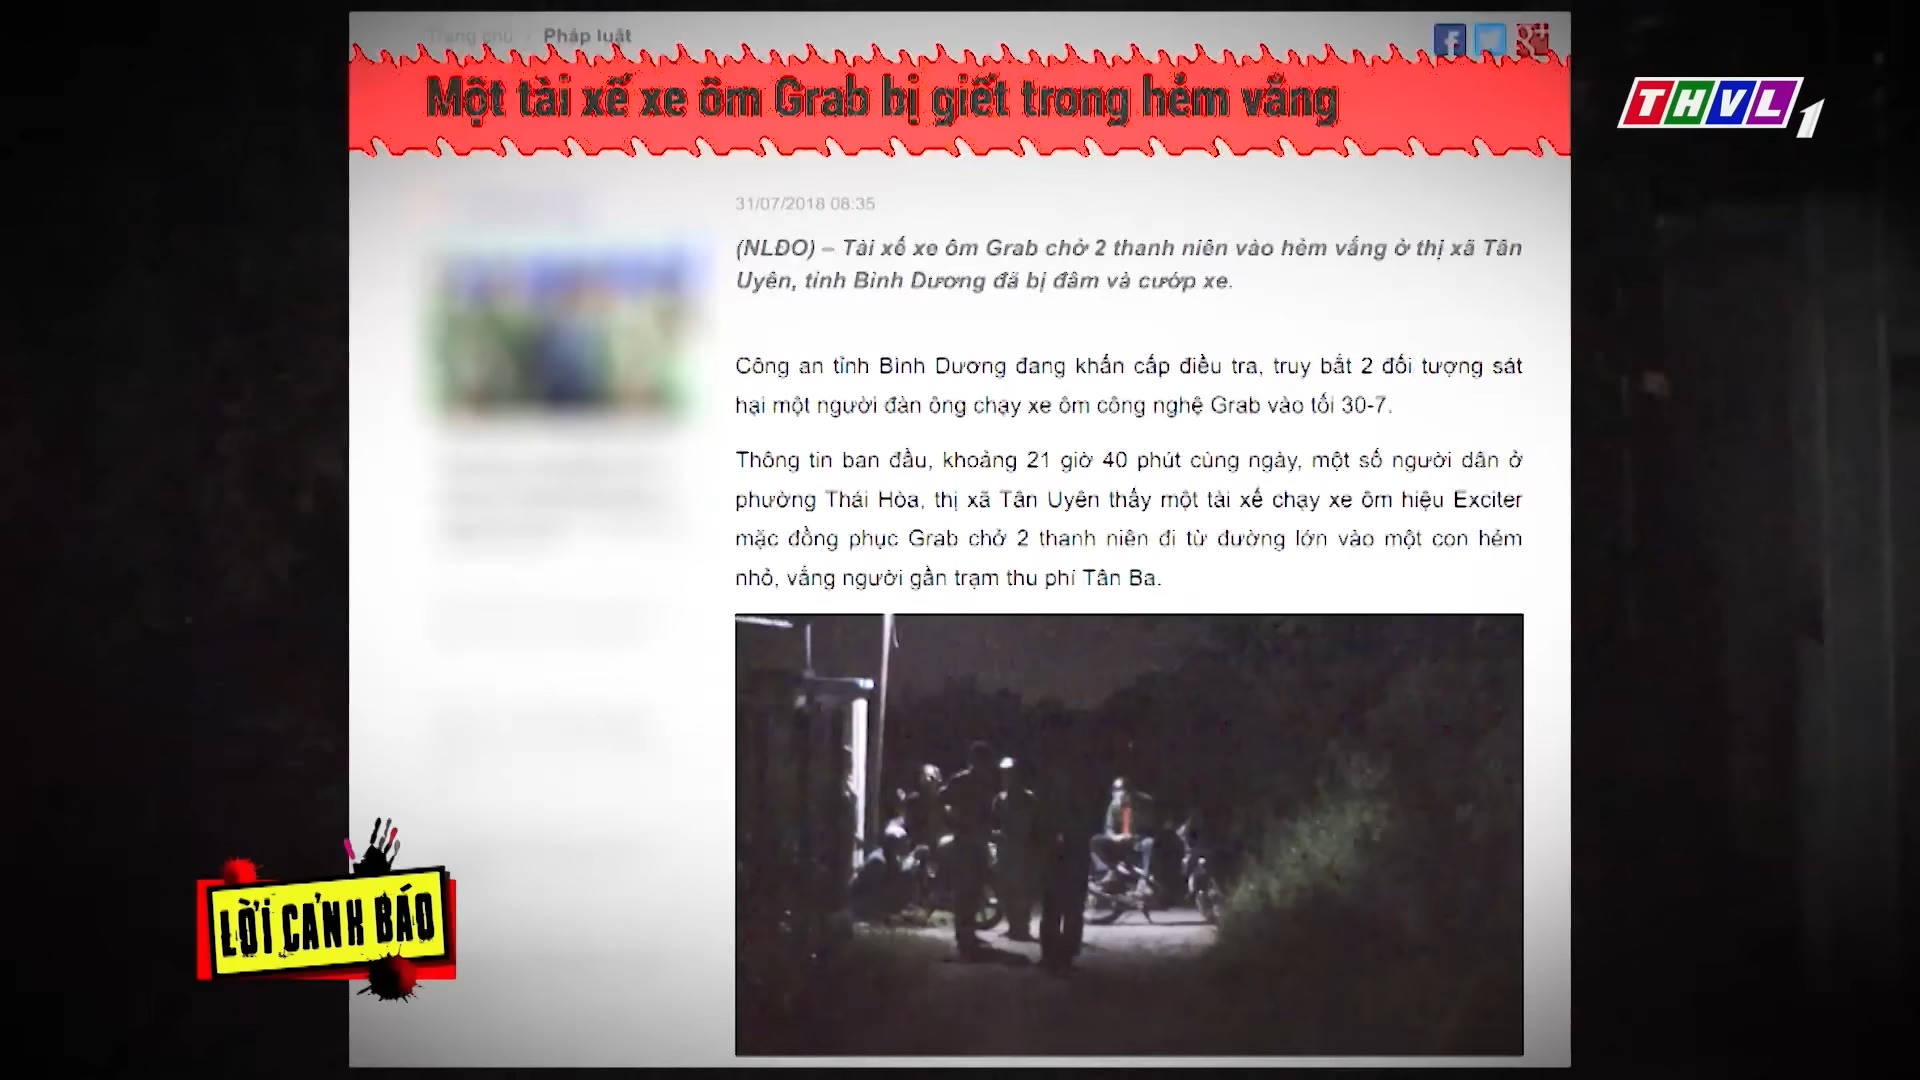 Trang chủ › Pháp luật
Một tài xế xe ôm Grab bị giết trong hẻm vắng
THVL1
31/07/2018 08:35
(NLĐO) – Tài xế xe ôm Grab chở 2 thanh niên vào hẻm vắng ở thị xã Tân
Uyên, tỉnh Bình Dương đã bị đâm và cướp xe.
Công an tỉnh Bình Dương đang khẩn cấp điều tra, truy bắt 2 đối tượng sát
hại một người đàn ông chạy xe ôm công nghệ Grab vào tối 30-7.
Thông tin ban đầu, khoảng 21 giờ 40 phút cùng ngày, một số người dân ở
phường Thái Hòa, thị xã Tân Uyên thấy một tài xế chạy xe ôm hiệu Exciter
mặc đồng phục Grab chở 2 thanh niên đi từ đường lớn vào một con hẻm
nhỏ, vắng người gần trạm thu phí Tân Ba.
LỜI CẢNH BÁO